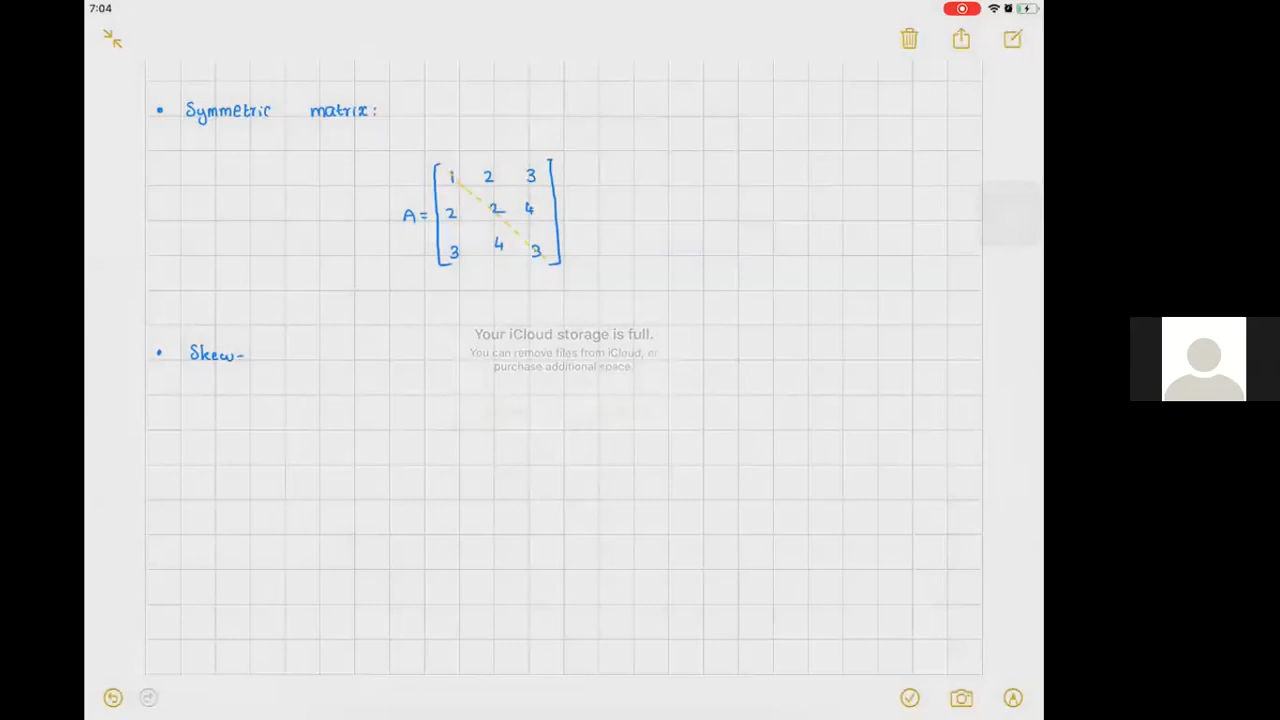 7:04
• Symmetric matrix:
1 2 3
A = 2 2 4
3 4 3
Your iCloud storage is full.
You can remove files from iCloud, or
purchase additional space.
• Skew-